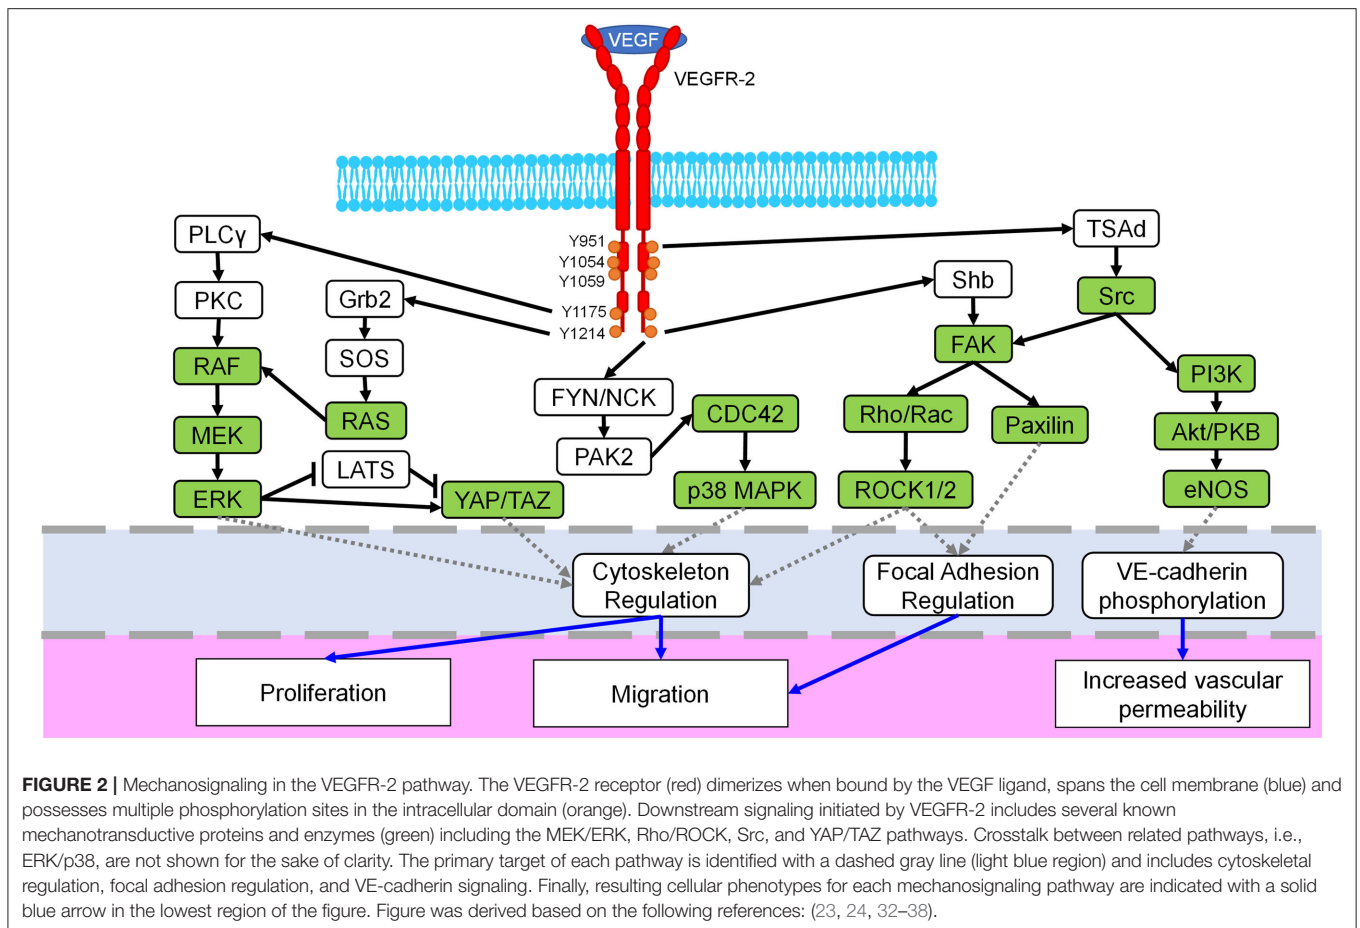 VEGF
VEGFR-2
PLCγ
TSAd
Y951
Y1054
Y1059
Y1175
Y1214
PKC
Grb2
Shb
Src
RAF
SOS
FAK
PI3K
FYN/NCK
RAS
CDC42
Rho/Rac
Paxilin
MEK
Akt/PKB
PAK2
LATS
ERK
YAP/TAZ
p38 MAPK
ROCK1/2
eNOS
Cytoskeleton
Regulation
Focal Adhesion
Regulation
VE-cadherin
phosphorylation
Proliferation
Migration
Increased vascular
permeability
FIGURE 2 | Mechanosignaling in the VEGFR-2 pathway. The VEGFR-2 receptor (red) dimerizes when bound by the VEGF ligand, spans the cell membrane (blue) and
possesses multiple phosphorylation sites in the intracellular domain (orange). Downstream signaling initiated by VEGFR-2 includes several known
mechanotransductive proteins and enzymes (green) including the MEK/ERK, Rho/ROCK, Src, and YAP/TAZ pathways. Crosstalk between related pathways, i.e.,
ERK/p38, are not shown for the sake of clarity. The primary target of each pathway is identified with a dashed gray line (light blue region) and includes cytoskeletal
regulation, focal adhesion regulation, and VE-cadherin signaling. Finally, resulting cellular phenotypes for each mechanosignaling pathway are indicated with a solid
blue arrow in the lowest region of the figure. Figure was derived based on the following references: (23, 24, 32–38).